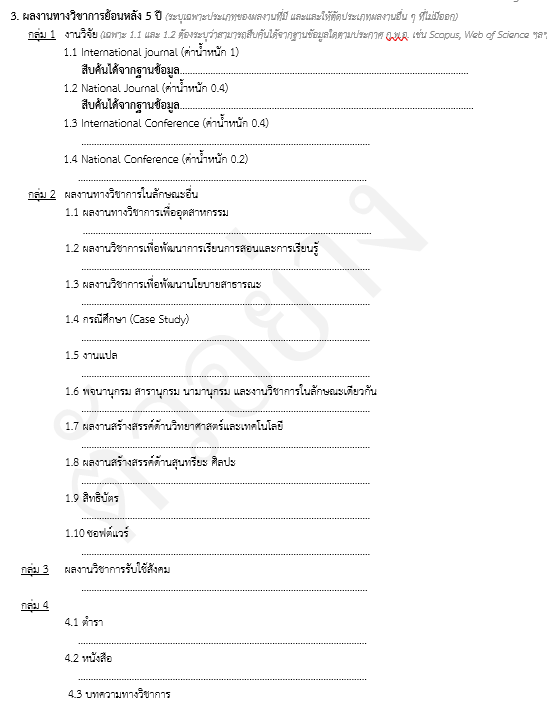 3. ผลงานทางวิชาการย้อนหลัง 5 ปี (ระบุเฉพาะประเภทของผลงานที่มี และและให้ตัดประเภทผลงานอื่น ๆ ที่ไม่มีออก)
กลุ่ม 1 งานวิจัย (เฉพาะ 1.1 และ 1.2 ต้องระบุว่าสามารถสืบค้นได้จากฐานข้อมูลใดตามประกาศ ก.พ.อ. เช่น Scopus, Web of Science ฯลฯ
1.1 International journal (ค่าน้ำหนัก 1)
สืบค้นได้จากฐานข้อมูล................................................................
1.2 National Journal (ค่าน้ำหนัก 0.4)
สืบค้นได้จากฐานข้อมูล................................................................
1.3 International Conference (ค่าน้ำหนัก 0.4)
................................................................
1.4 National Conference (ค่าน้ำหนัก 0.2)
................................................................
กลุ่ม 2 ผลงานทางวิชาการในลักษณะอื่น
1.1 ผลงานทางวิชาการเพื่ออุตสาหกรรม
................................................................
1.2 ผลงานวิชาการเพื่อพัฒนาการเรียนการสอนและการเรียนรู้
................................................................
1.3 ผลงานวิชาการเพื่อพัฒนานโยบายสาธารณะ
................................................................
1.4 กรณีศึกษา (Case Study)
................................................................
1.5 งานแปล
................................................................
1.6 พจนานุกรม สารานุกรม นามานุกรม และงานวิชาการในลักษณะเดียวกัน
................................................................
1.7 ผลงานสร้างสรรค์ด้านวิทยาศาสตร์และเทคโนโลยี
................................................................
1.8 ผลงานสร้างสรรค์ด้านสุนทรียะ ศิลปะ
................................................................
1.9 สิทธิบัตร
................................................................
1.10 ซอฟต์แวร์
................................................................
กลุ่ม 3 ผลงานวิชาการรับใช้สังคม
................................................................
กลุ่ม 4
4.1 ตำรา
................................................................
4.2 หนังสือ
................................................................
4.3 บทความทางวิชาการ
ตัวอย่าง